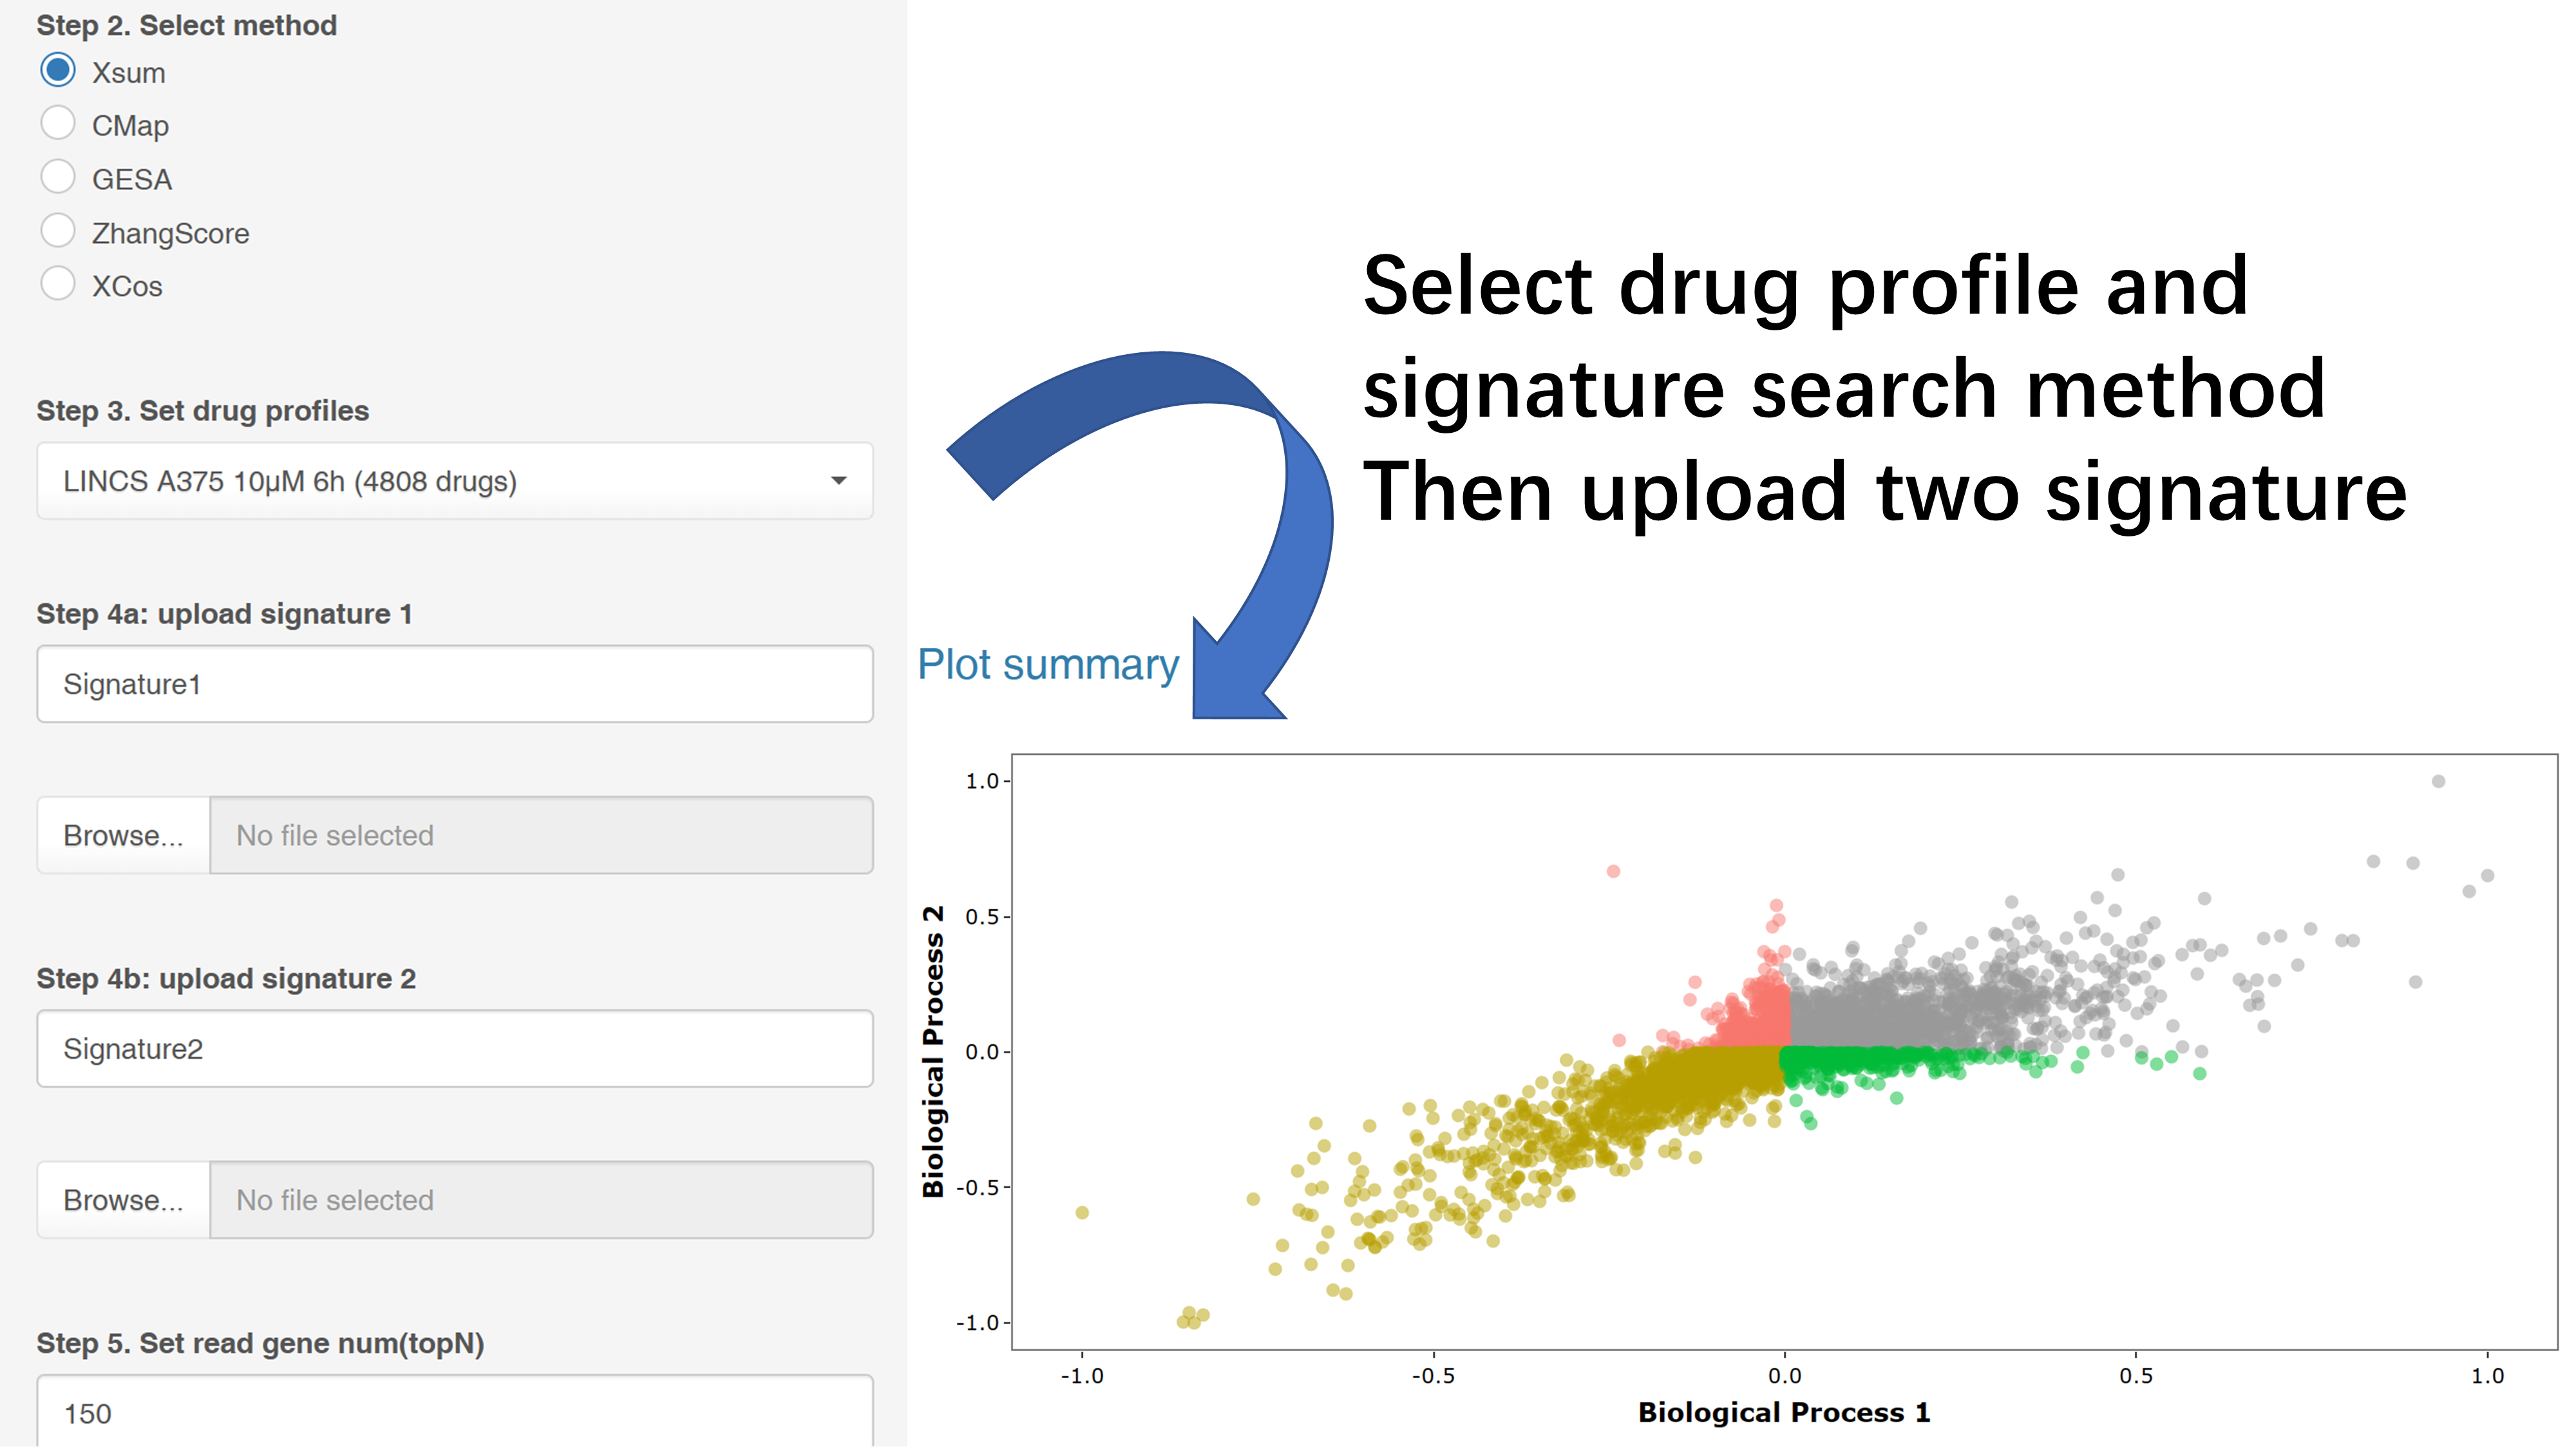 Step 2. Select method
Xsum
CMap
GESA
ZhangScore
XCos
Step 3. Set drug profiles
LINCS A375 10μM 6h (4808 drugs)
Step 4a: upload signature 1
Signature1
Browse... No file selected
Step 4b: upload signature 2
Signature2
Browse... No file selected
Step 5. Set read gene num(topN)
150
Select drug profile and
signature search method
Then upload two signature
Plot summary
Biological Process 2
1.0
0.5
0.0
-0.5
-1.0
-1.0 -0.5 0.0 0.5 1.0
Biological Process 1